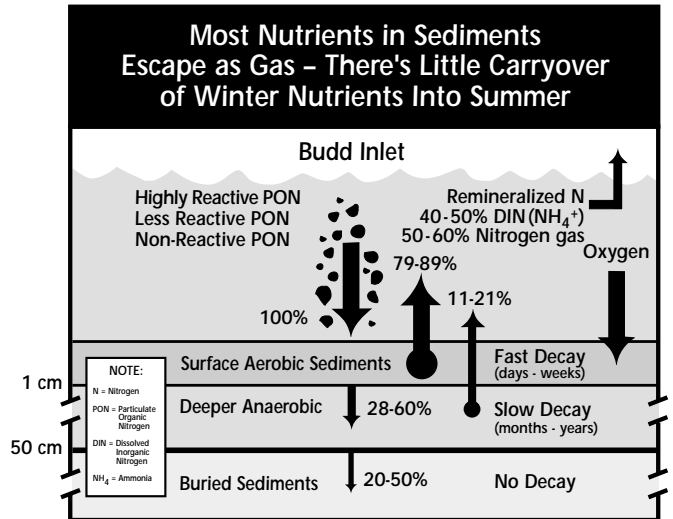 Most Nutrients in Sediments
Escape as Gas – There's Little Carryover
of Winter Nutrients Into Summer
Budd Inlet
Highly Reactive PON
Less Reactive PON
Non-Reactive PON
Remineralized N
40-50% DIN (NH₄⁺)
50-60% Nitrogen gas
Oxygen
79-89%
11-21%
100%
Surface Aerobic Sediments
Fast Decay
(days - weeks)
1 cm
Deeper Anaerobic
28-60%
Slow Decay
(months - years)
50 cm
Buried Sediments
20-50%
No Decay
NOTE:
N = Nitrogen
PON = Particulate
Organic
Nitrogen
DIN = Dissolved
Inorganic
Nitrogen
NH₄ = Ammonia